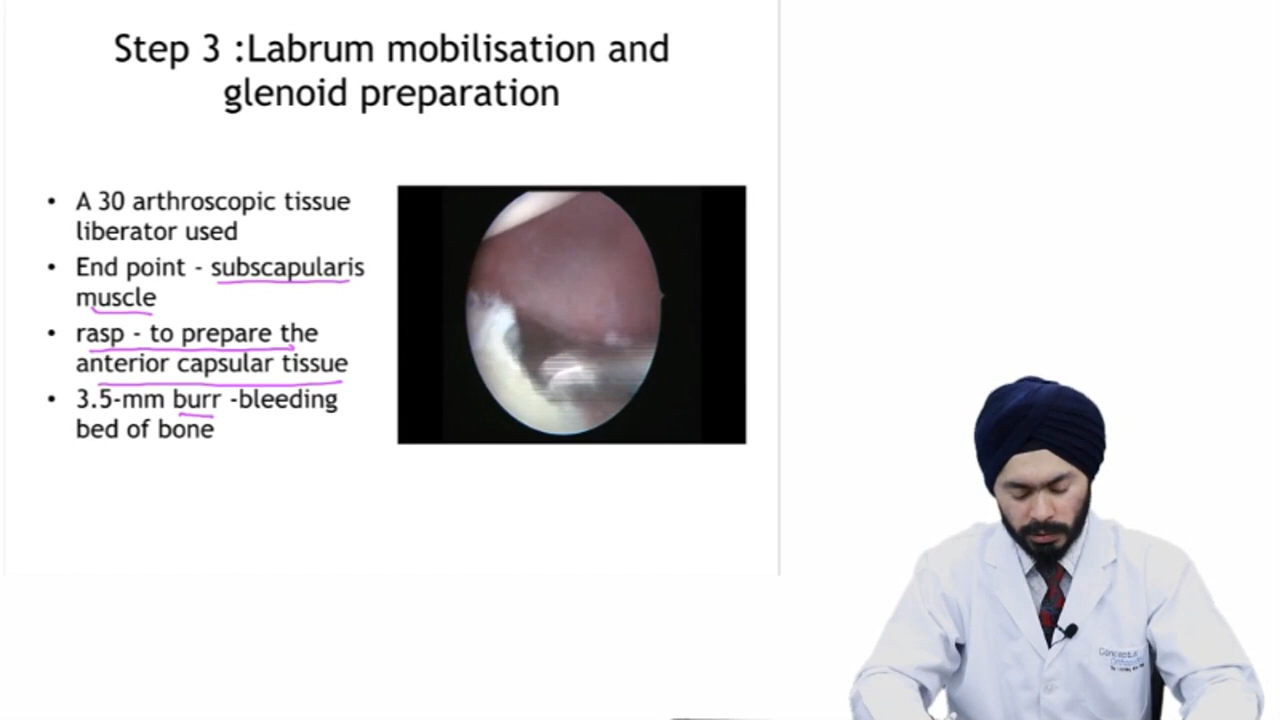 Step 3 :Labrum mobilisation and
glenoid preparation
• A 30 arthroscopic tissue
liberator used
• End point - subscapularis
muscle
• rasp - to prepare the
anterior capsular tissue
• 3.5-mm burr -bleeding
bed of bone